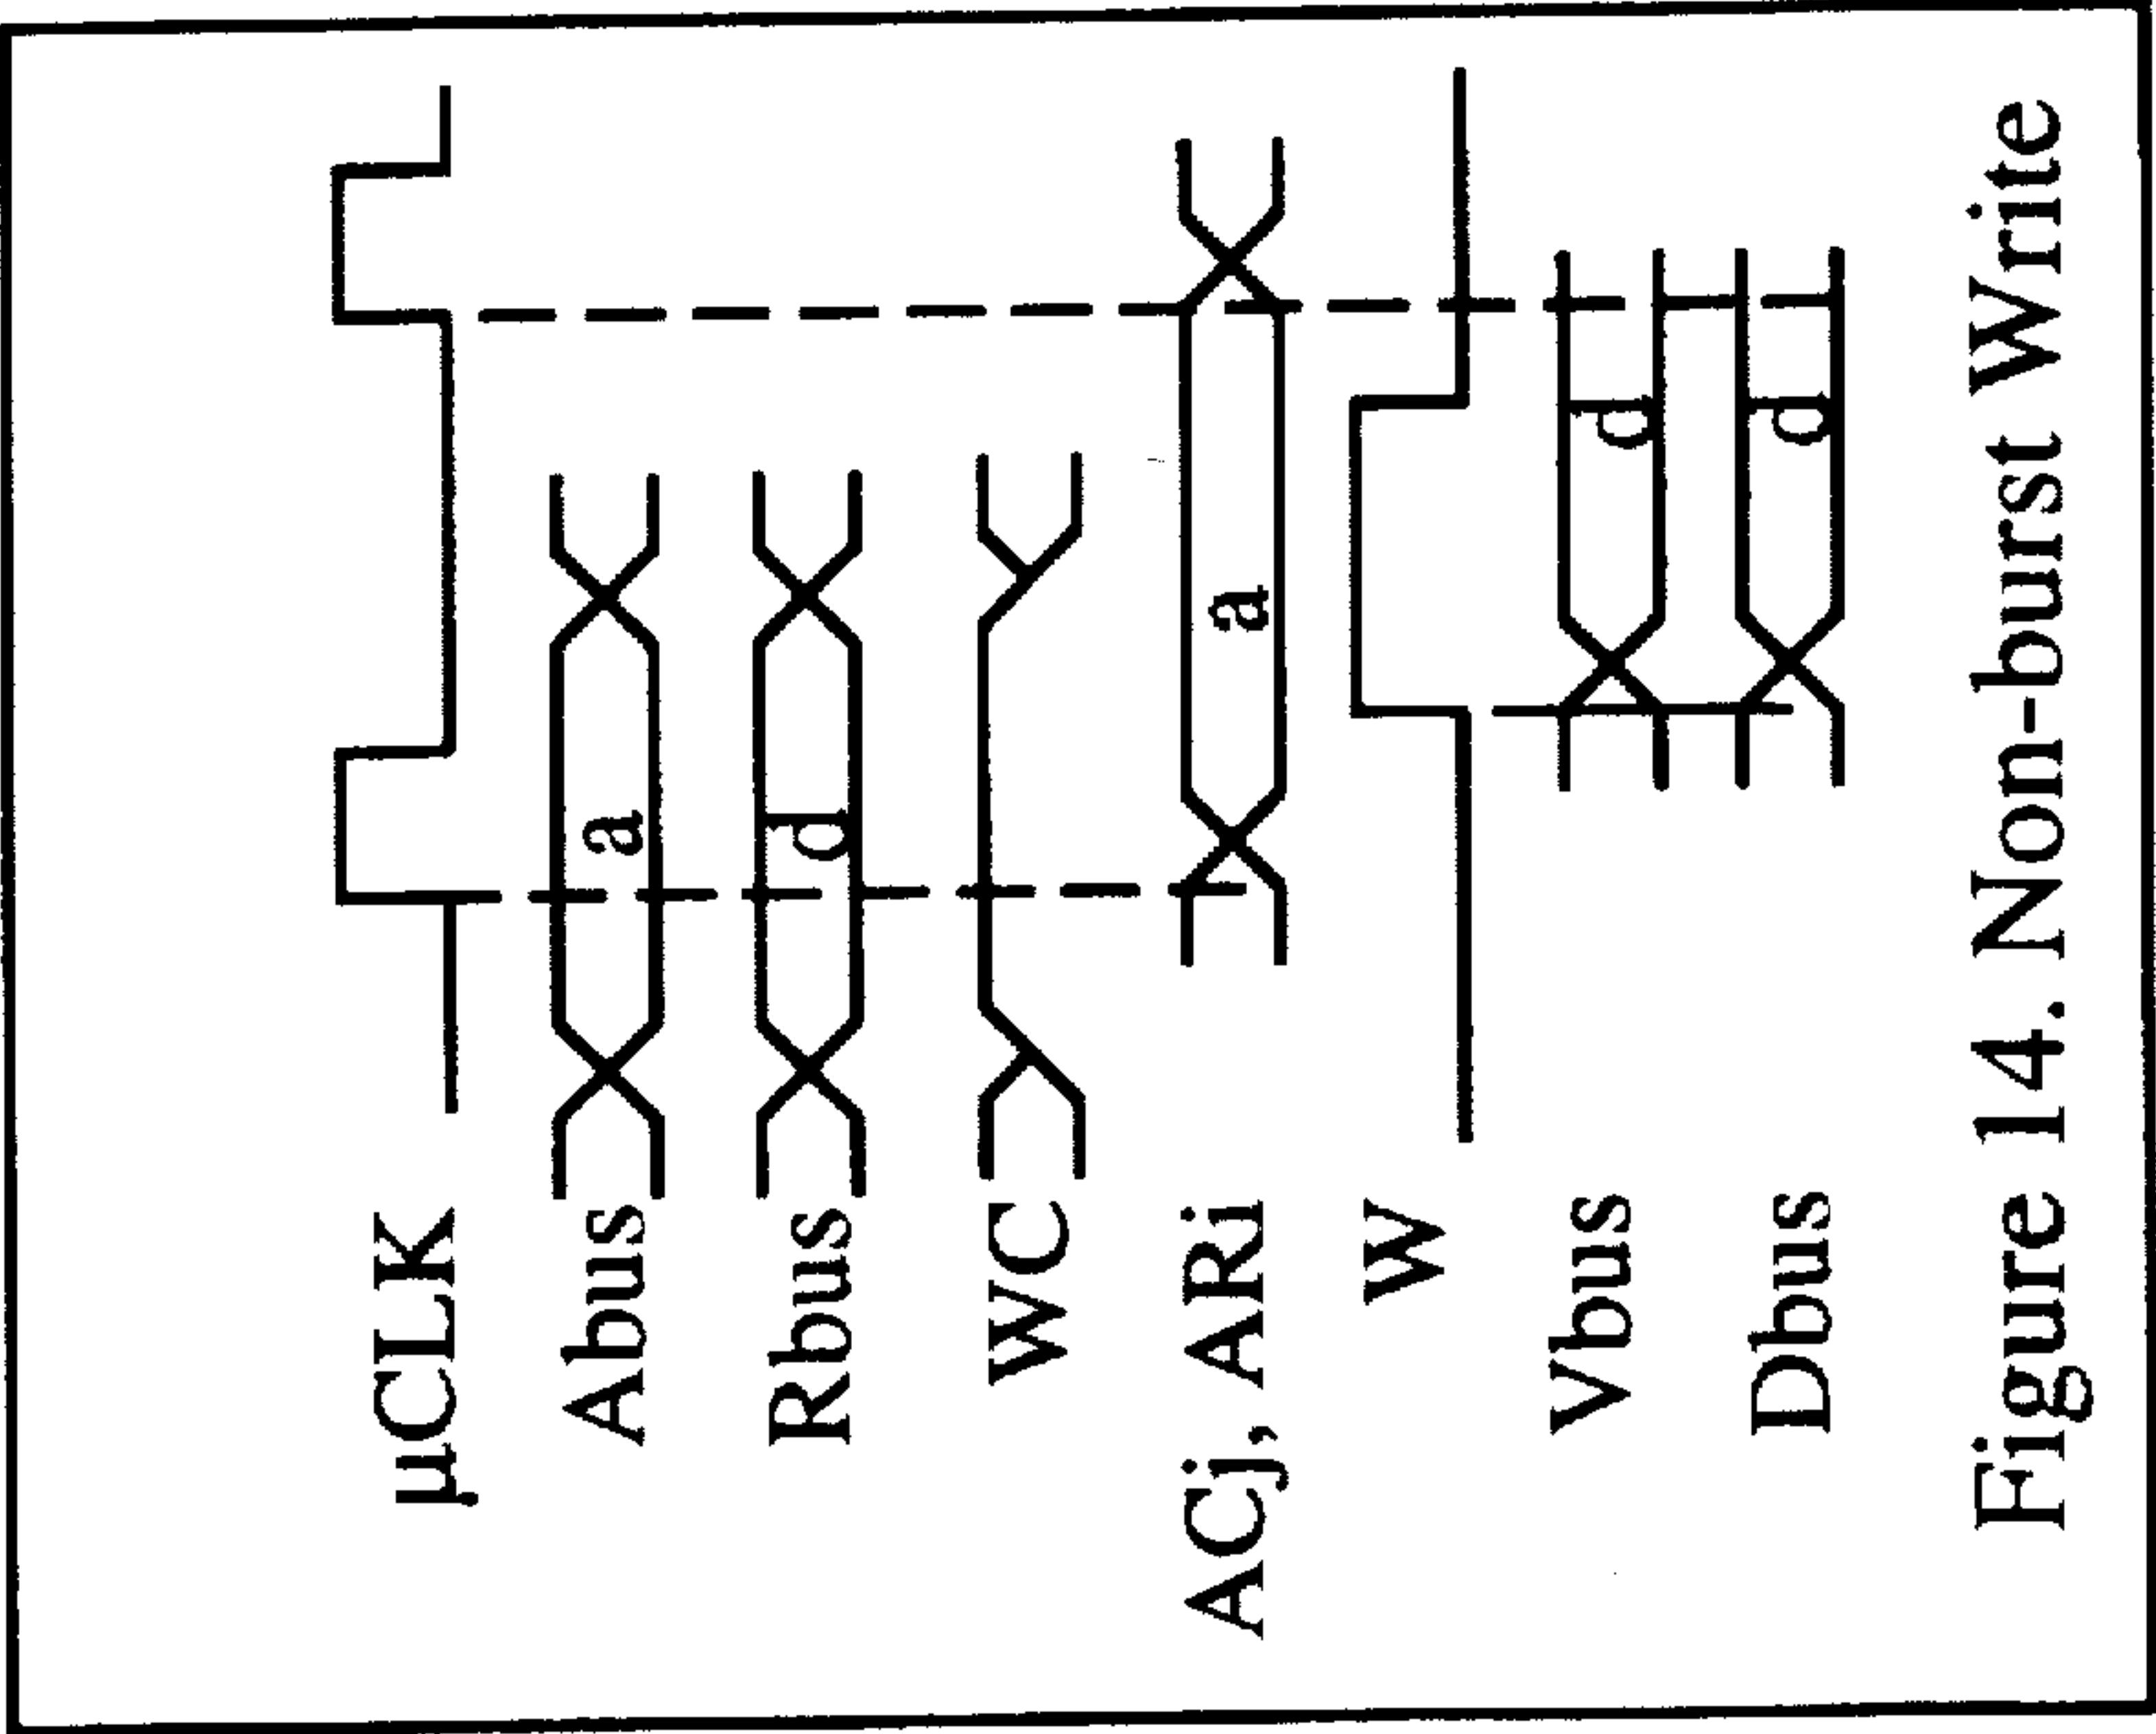 µCLK
Abus a
Rbus d
WC
ACj, ARi a
W
Vbus d
Dbus d
Figure 14. Non-burst Write